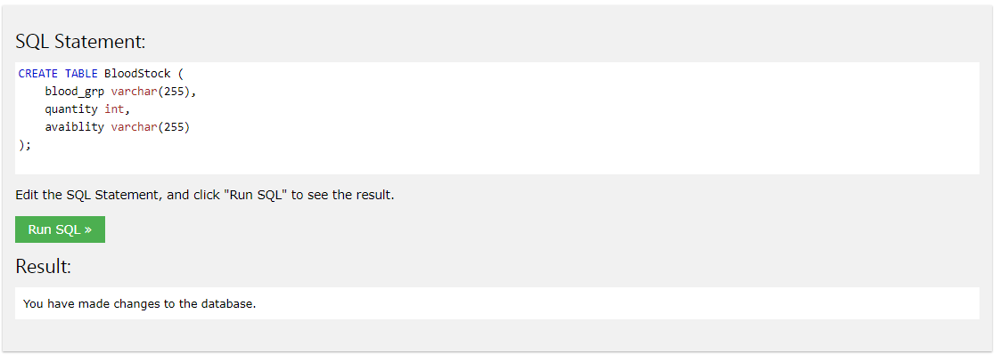 SQL Statement:
CREATE TABLE BloodStock (
    blood_grp varchar(255),
    quantity int,
    avaiblity varchar(255)
);
Edit the SQL Statement, and click "Run SQL" to see the result.
Run SQL »
Result:
You have made changes to the database.